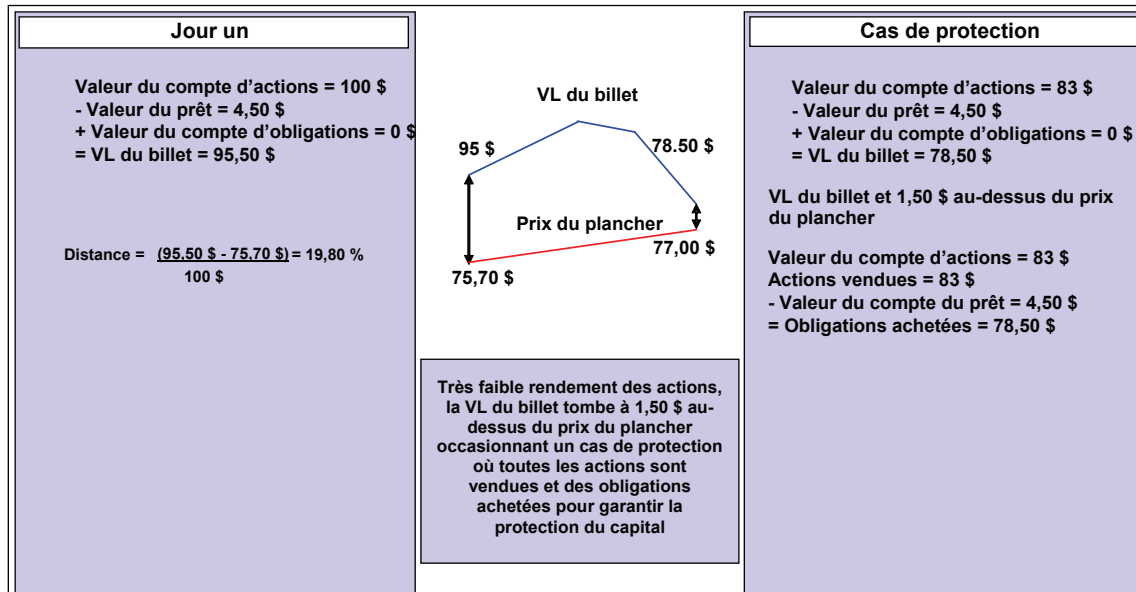 Jour un
Valeur du compte d'actions = 100 $
- Valeur du prêt = 4,50 $
+ Valeur du compte d'obligations = 0 $
= VL du billet = 95,50 $
Distance = (95,50 $ - 75,70 $) = 19,80 %
100 $
VL du billet
95 $
78.50 $
Prix du plancher
77,00 $
75,70 $
Très faible rendement des actions,
la VL du billet tombe à 1,50 $ au-
dessus du prix du plancher
occasionnant un cas de protection
où toutes les actions sont
vendues et des obligations
achetées pour garantir la
protection du capital
Cas de protection
Valeur du compte d'actions = 83 $
- Valeur du prêt = 4,50 $
+ Valeur du compte d'obligations = 0 $
= VL du billet = 78,50 $
VL du billet et 1,50 $ au-dessus du prix
du plancher
Valeur du compte d'actions = 83 $
Actions vendues = 83 $
- Valeur du compte du prêt = 4,50 $
= Obligations achetées = 78,50 $